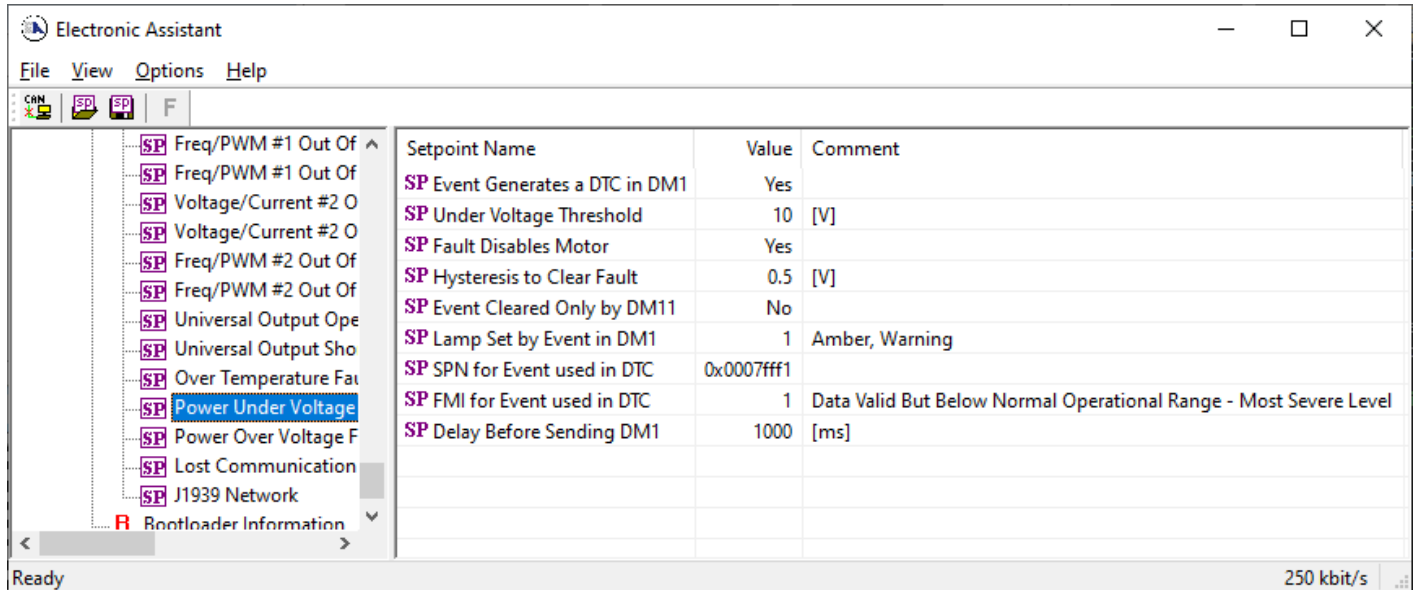 Electronic Assistant
File View Options Help
CAN SP SP F
SP Freq/PWM #1 Out Of
SP Freq/PWM #1 Out Of
SP Voltage/Current #2 O
SP Voltage/Current #2 O
SP Freq/PWM #2 Out Of
SP Freq/PWM #2 Out Of
SP Universal Output Ope
SP Universal Output Sho
SP Over Temperature Fau
SP Power Under Voltage
SP Power Over Voltage F
SP Lost Communication
SP J1939 Network
B Bootloader Information
Setpoint Name Value Comment
SP Event Generates a DTC in DM1 Yes
SP Under Voltage Threshold 10 [V]
SP Fault Disables Motor Yes
SP Hysteresis to Clear Fault 0.5 [V]
SP Event Cleared Only by DM11 No
SP Lamp Set by Event in DM1 1 Amber, Warning
SP SPN for Event used in DTC 0x0007fff1
SP FMI for Event used in DTC 1 Data Valid But Below Normal Operational Range - Most Severe Level
SP Delay Before Sending DM1 1000 [ms]
Ready 250 kbit/s